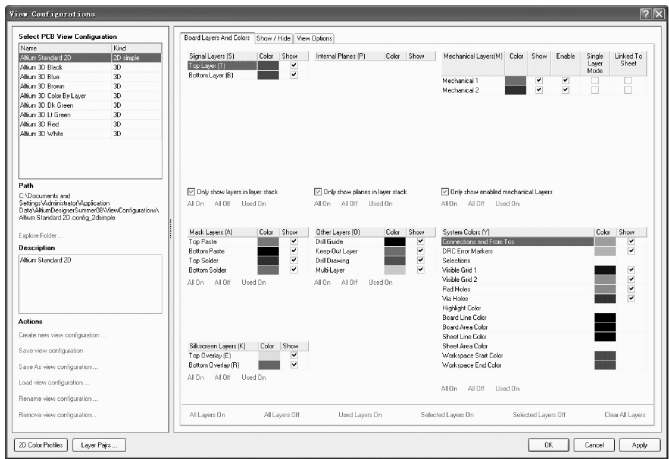 View Configurations
Select PCB View Configuration
Name Kind
Altium Standard 2D 2D simple
Altium 3D Black 3D
Altium 3D Blue 3D
Altium 3D Brown 3D
Altium 3D Color By Layer 3D
Altium 3D Dk Green 3D
Altium 3D Lt Green 3D
Altium 3D Red 3D
Altium 3D White 3D
Path
C:\Documents and
Settings\Administrator\Application
Data\AltiumDesignerSummer08\ViewConfigurations\
Altium Standard 2D.config_2dsimple
Explore Folder ...
Description
Altium Standard 2D
Actions
Create new view configuration ...
Save view configuration
Save As view configuration ...
Load view configuration ...
Rename view configuration ...
Remove view configuration ...
Board Layers And Colors Show / Hide View Options
Signal Layers (S) Color Show
Top Layer (T)
Bottom Layer (B)
Only show layers in layer stack
All On All Off Used On
Internal Planes (P) Color Show
Only show planes in layer stack
All On All Off Used On
Mechanical Layers(M) Color Show Enable Single Layer Mode Linked To Sheet
Mechanical 1
Mechanical 2
Only show enabled mechanical Layers
All On All Off Used On
Mask Layers (A) Color Show
Top Paste
Bottom Paste
Top Solder
Bottom Solder
All On All Off Used On
Other Layers (O) Color Show
Drill Guide
Keep-Out Layer
Drill Drawing
Multi-Layer
All On All Off Used On
System Colors (Y) Color Show
Connections and From Tos
DRC Error Markers
Selections
Visible Grid 1
Visible Grid 2
Pad Holes
Via Holes
Highlight Color
Board Line Color
Board Area Color
Sheet Line Color
Sheet Area Color
Workspace Start Color
Workspace End Color
All On All Off Used On
Silkscreen Layers (K) Color Show
Top Overlay (E)
Bottom Overlay (R)
All On All Off Used On
All Layers On All Layers Off Used Layers On Selected Layers On Selected Layers Off Clear All Layers
2D Color Profiles Layer Pairs ... OK Cancel Apply